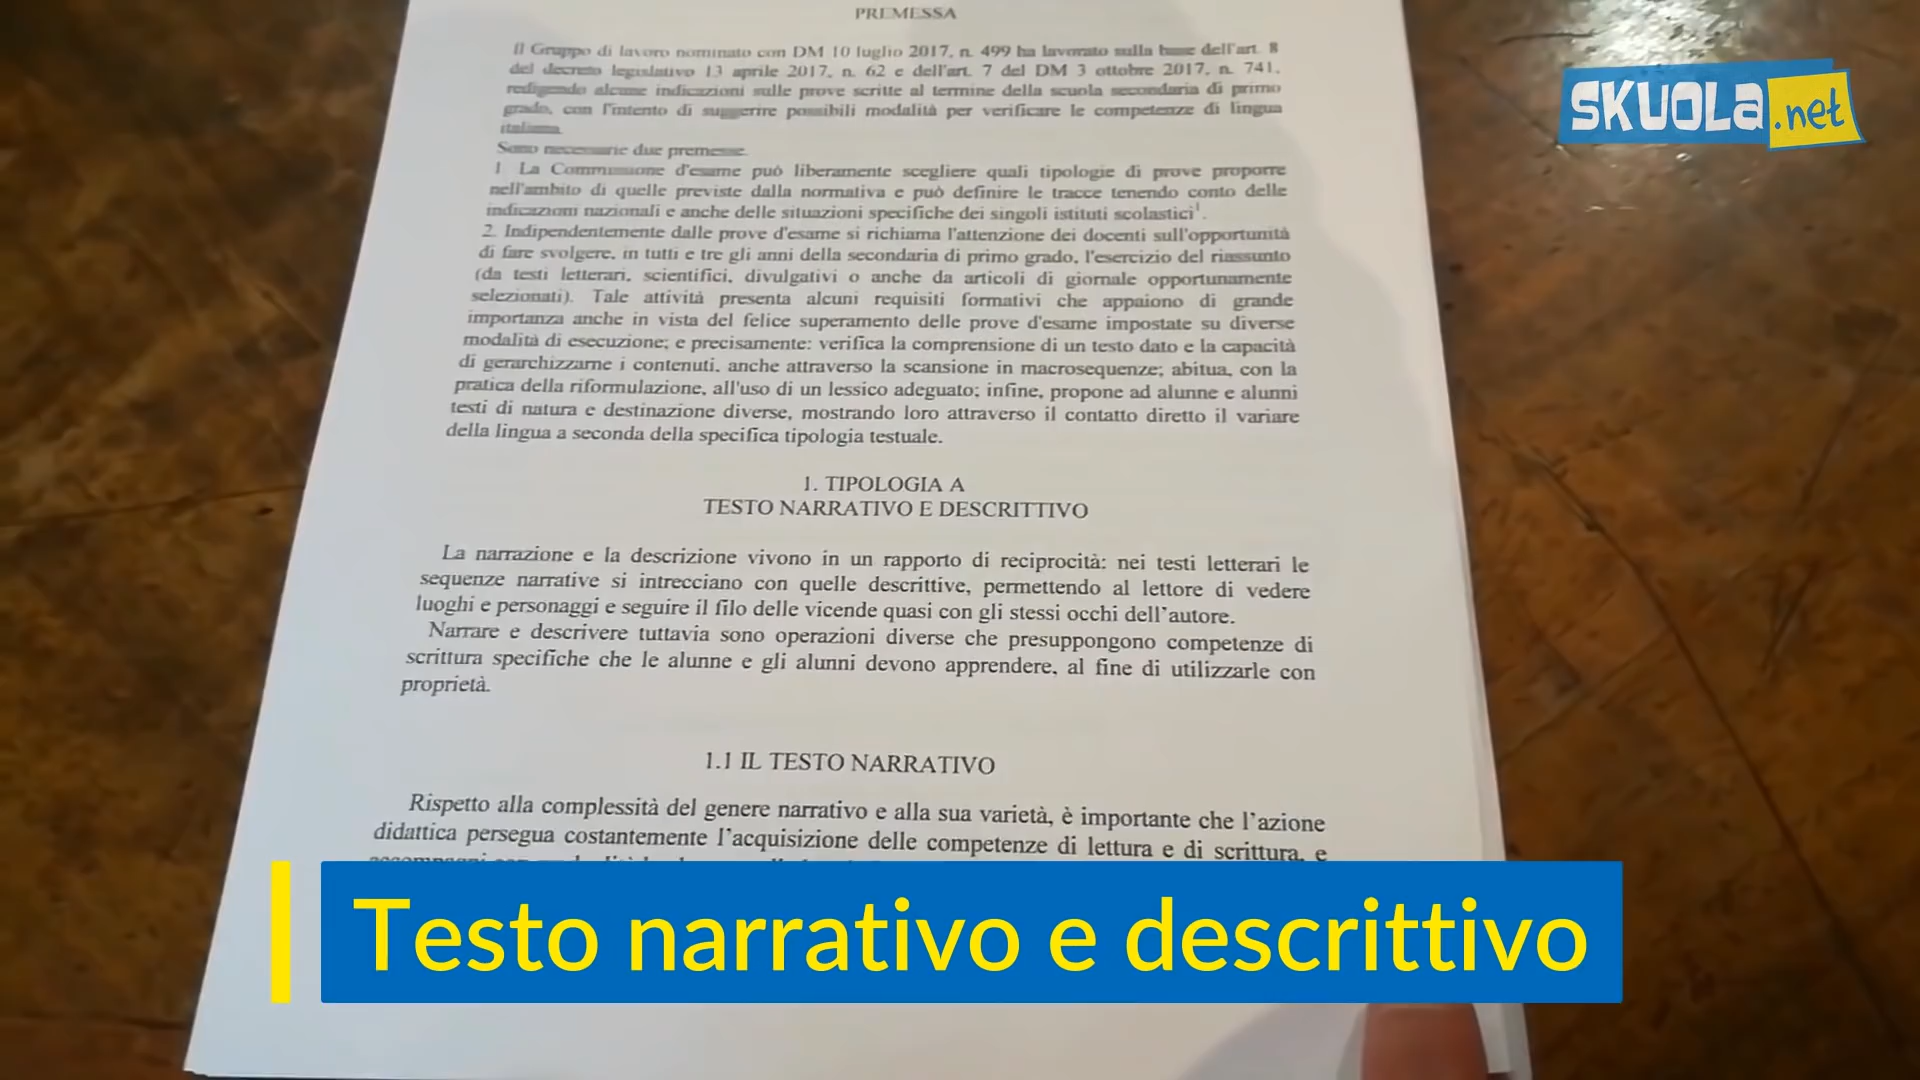 PREMESSA
Il Gruppo di lavoro nominato con DM 10 luglio 2017, n. 499 ha lavorato sulla base dell'art. 8
del decreto legislativo 13 aprile 2017, n. 62 e dell'art. 7 del DM 3 ottobre 2017, n. 741,
redigendo alcune indicazioni sulle prove scritte al termine della scuola secondaria di primo
grado, con l'intento di suggerire possibili modalità per verificare le competenze di lingua
italiana.
Sono necessarie due premesse.
1 La Commissione d'esame può liberamente scegliere quali tipologie di prove proporre
nell'ambito di quelle previste dalla normativa e può definire le tracce tenendo conto delle
indicazioni nazionali e anche delle situazioni specifiche dei singoli istituti scolastici¹.
2. Indipendentemente dalle prove d'esame si richiama l'attenzione dei docenti sull'opportunità
di fare svolgere, in tutti e tre gli anni della secondaria di primo grado, l'esercizio del riassunto
(da testi letterari, scientifici, divulgativi o anche da articoli di giornale opportunamente
selezionati). Tale attività presenta alcuni requisiti formativi che appaiono di grande
importanza anche in vista del felice superamento delle prove d'esame impostate su diverse
modalità di esecuzione; e precisamente: verifica la comprensione di un testo dato e la capacità
di gerarchizzarne i contenuti, anche attraverso la scansione in macrosequenze; abitua, con la
pratica della riformulazione, all'uso di un lessico adeguato; infine, propone ad alunne e alunni
testi di natura e destinazione diverse, mostrando loro attraverso il contatto diretto il variare
della lingua a seconda della specifica tipologia testuale.
1. TIPOLOGIA A
TESTO NARRATIVO E DESCRITTIVO
La narrazione e la descrizione vivono in un rapporto di reciprocità: nei testi letterari le
sequenze narrative si intrecciano con quelle descrittive, permettendo al lettore di vedere
luoghi e personaggi e seguire il filo delle vicende quasi con gli stessi occhi dell'autore.
Narrare e descrivere tuttavia sono operazioni diverse che presuppongono competenze di
scrittura specifiche che le alunne e gli alunni devono apprendere, al fine di utilizzarle con
proprietà.
1.1 IL TESTO NARRATIVO
Rispetto alla complessità del genere narrativo e alla sua varietà, è importante che l'azione
didattica persegua costantemente l'acquisizione delle competenze di lettura e di scrittura, e
Testo narrativo e descrittivo
SKUOLA.net